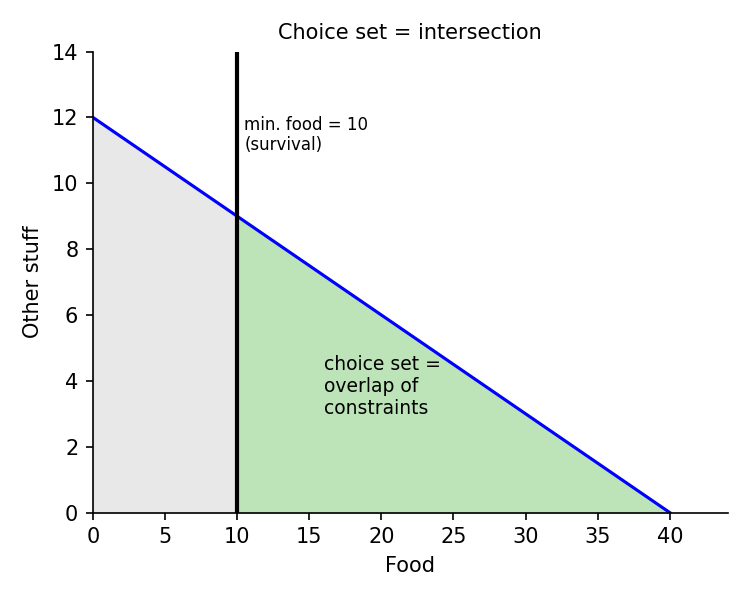 Choice set = intersection
14
12
10
8
6
4
2
0
Other stuff
min. food = 10
(survival)
choice set =
overlap of
constraints
0 5 10 15 20 25 30 35 40
Food